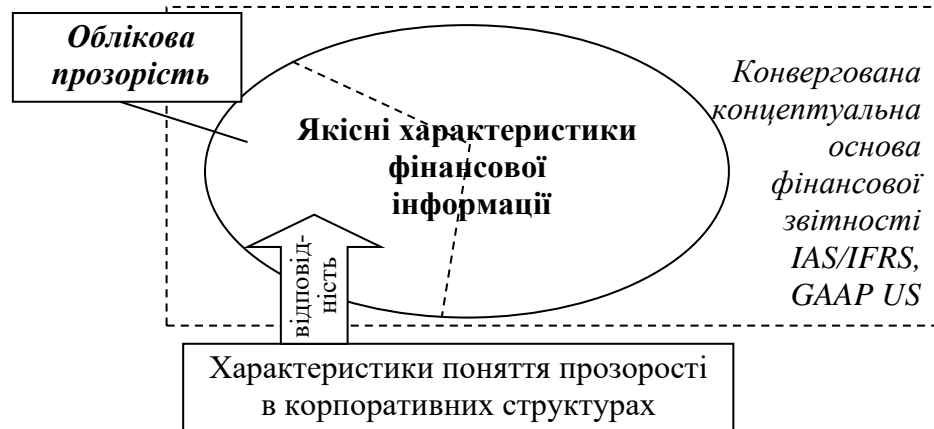 Облікова
прозорість
Якісні характеристики
фінансової
інформації
Конвергована
концептуальна
основа
фінансової
звітності
IAS/IFRS,
GAAP US
відповід-
ність
Характеристики поняття прозорості
в корпоративних структурах